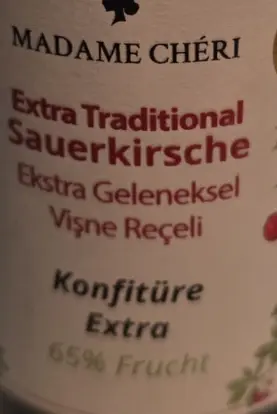 MADAME CHÉRI
Extra Traditional
Sauerkirsche
Ekstra Geleneksel
Vişne Reçeli
Konfitüre
Extra
65% Frucht